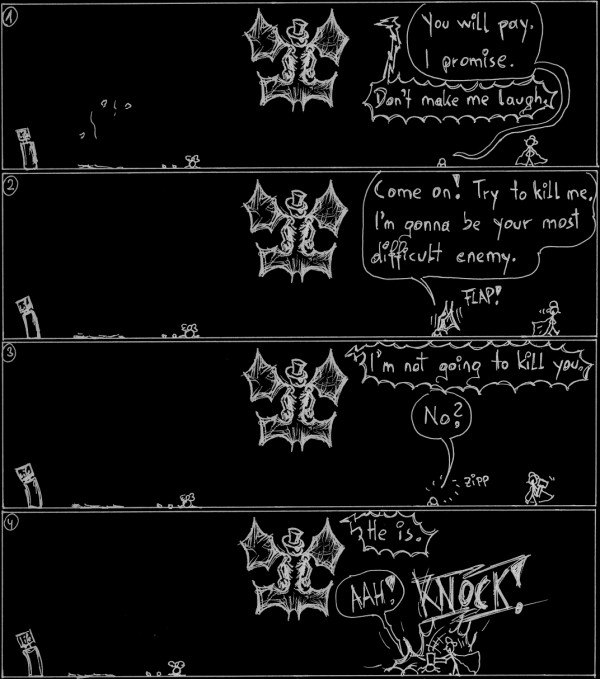 1
You will pay.
I promise.
Don't make me laugh.
2
Come on! Try to kill me.
I'm gonna be your most
difficult enemy.
FLAP!
3
I'm not going to kill you.
No?
ZIPP
4
He is.
AAH!
KNOCK!